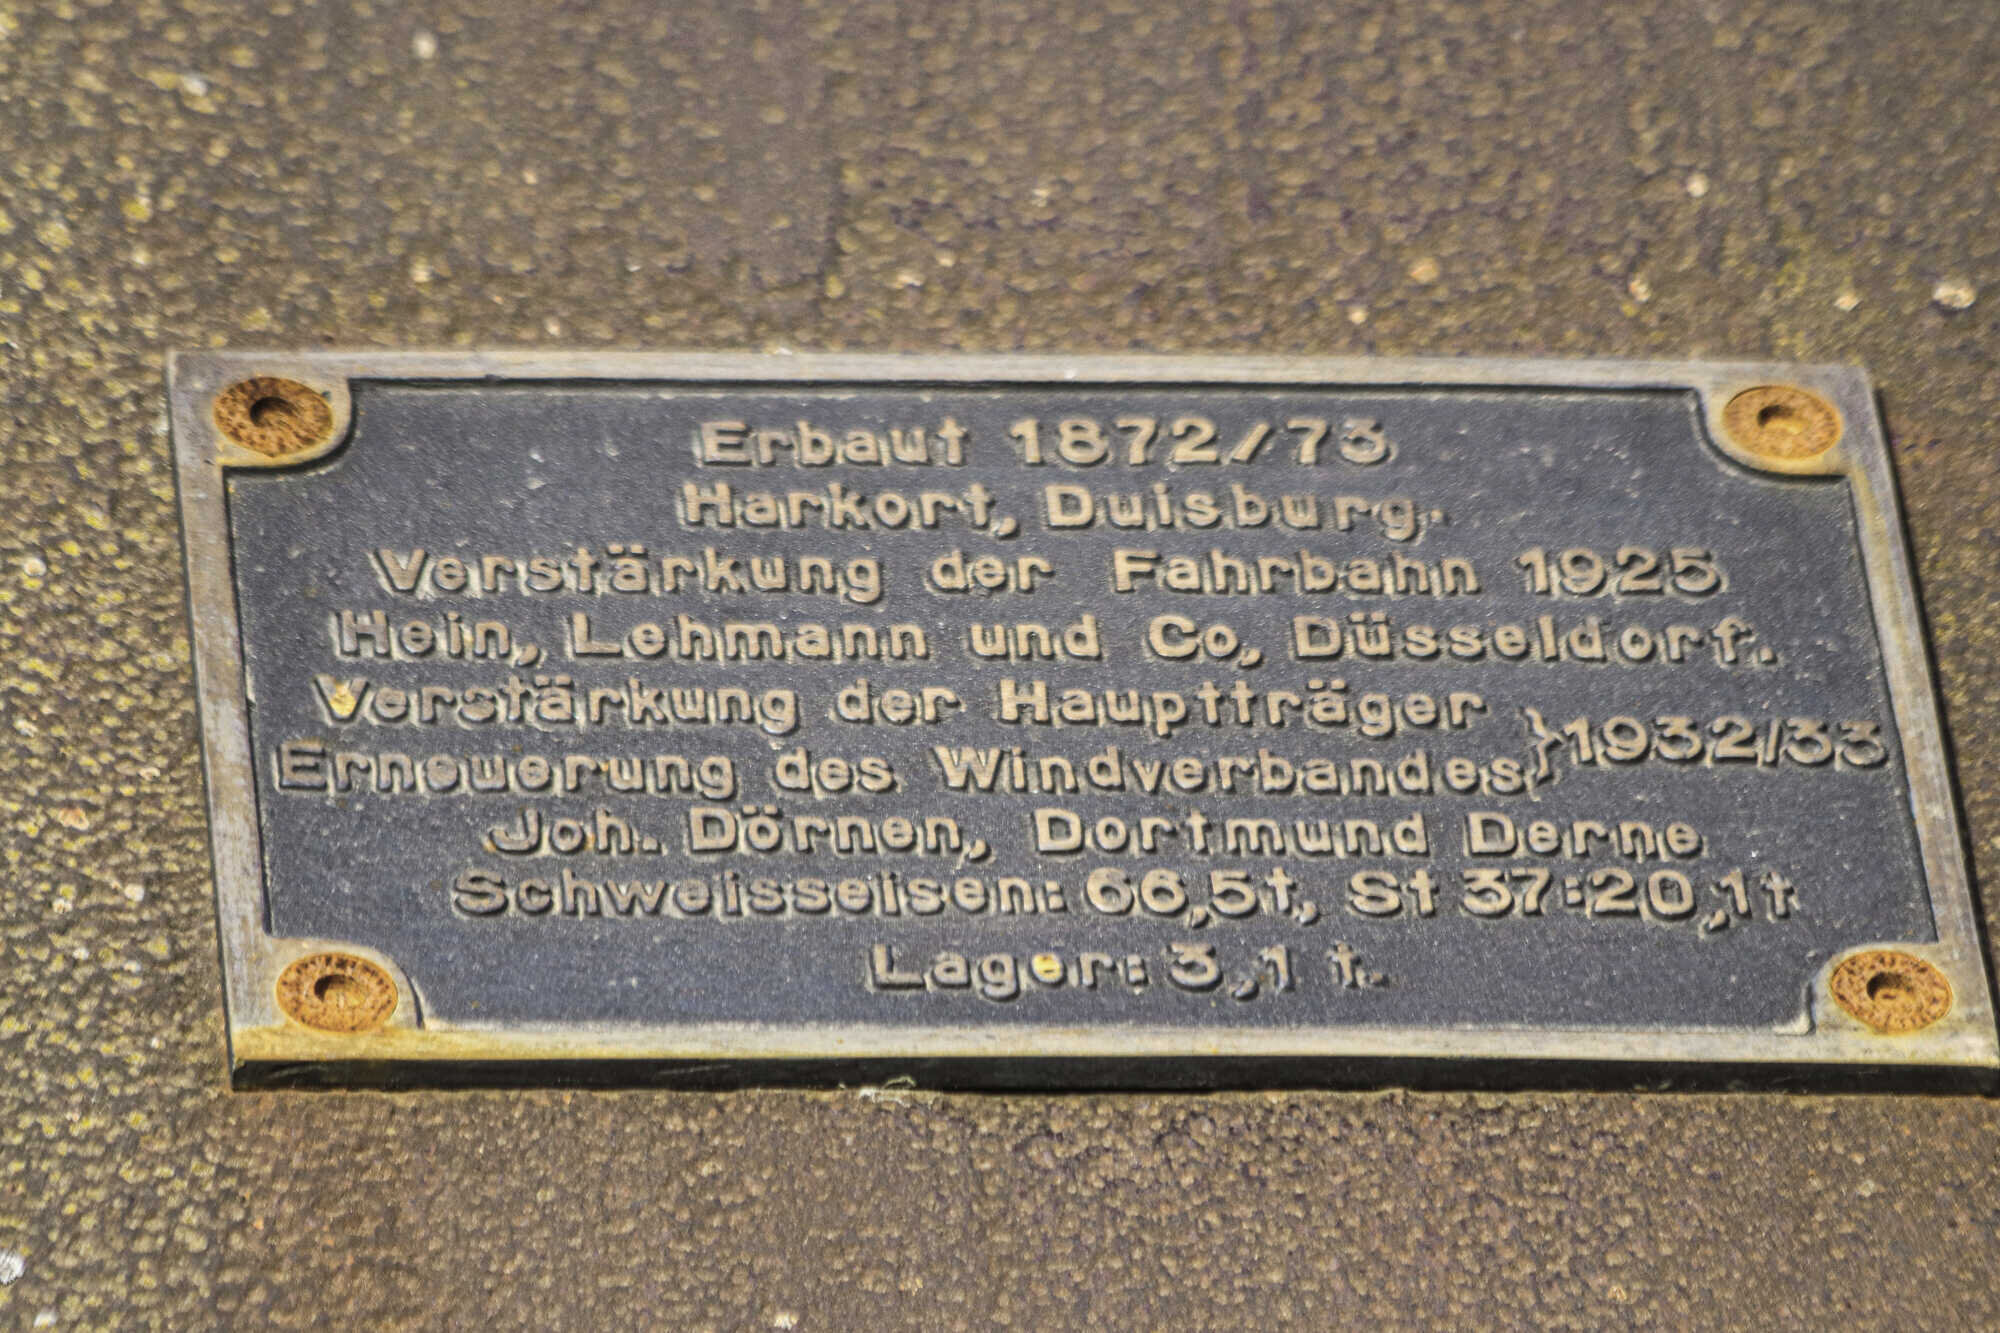 Erbaut 1872/73
Harkort, Duisburg.
Verstärkung der Fahrbahn 1925
Hein, Lehmann und Co, Düsseldorf.
Verstärkung der Hauptträger
Erneuerung des Windverbandes } 1932/33
Joh. Dörnen, Dortmund Derne
Schweisseisen: 66,5t, St 37:20,1t
Lager: 3,1 t.